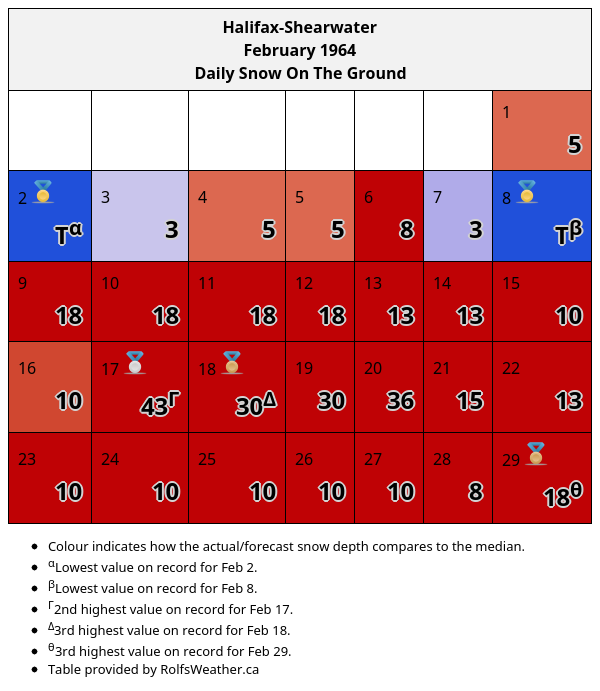 Halifax-Shearwater
February 1964
Daily Snow On The Ground
1
5
2 3 4 5 6 7 8
Tα 3 5 5 8 3 Tβ
9 10 11 12 13 14 15
18 18 18 18 13 13 10
16 17 18 19 20 21 22
10 43Γ 30Δ 30 36 15 13
23 24 25 26 27 28 29
10 10 10 10 10 8 18θ
Colour indicates how the actual/forecast snow depth compares to the median.
αLowest value on record for Feb 2.
βLowest value on record for Feb 8.
Γ2nd highest value on record for Feb 17.
Δ3rd highest value on record for Feb 18.
θ3rd highest value on record for Feb 29.
Table provided by RolfsWeather.ca